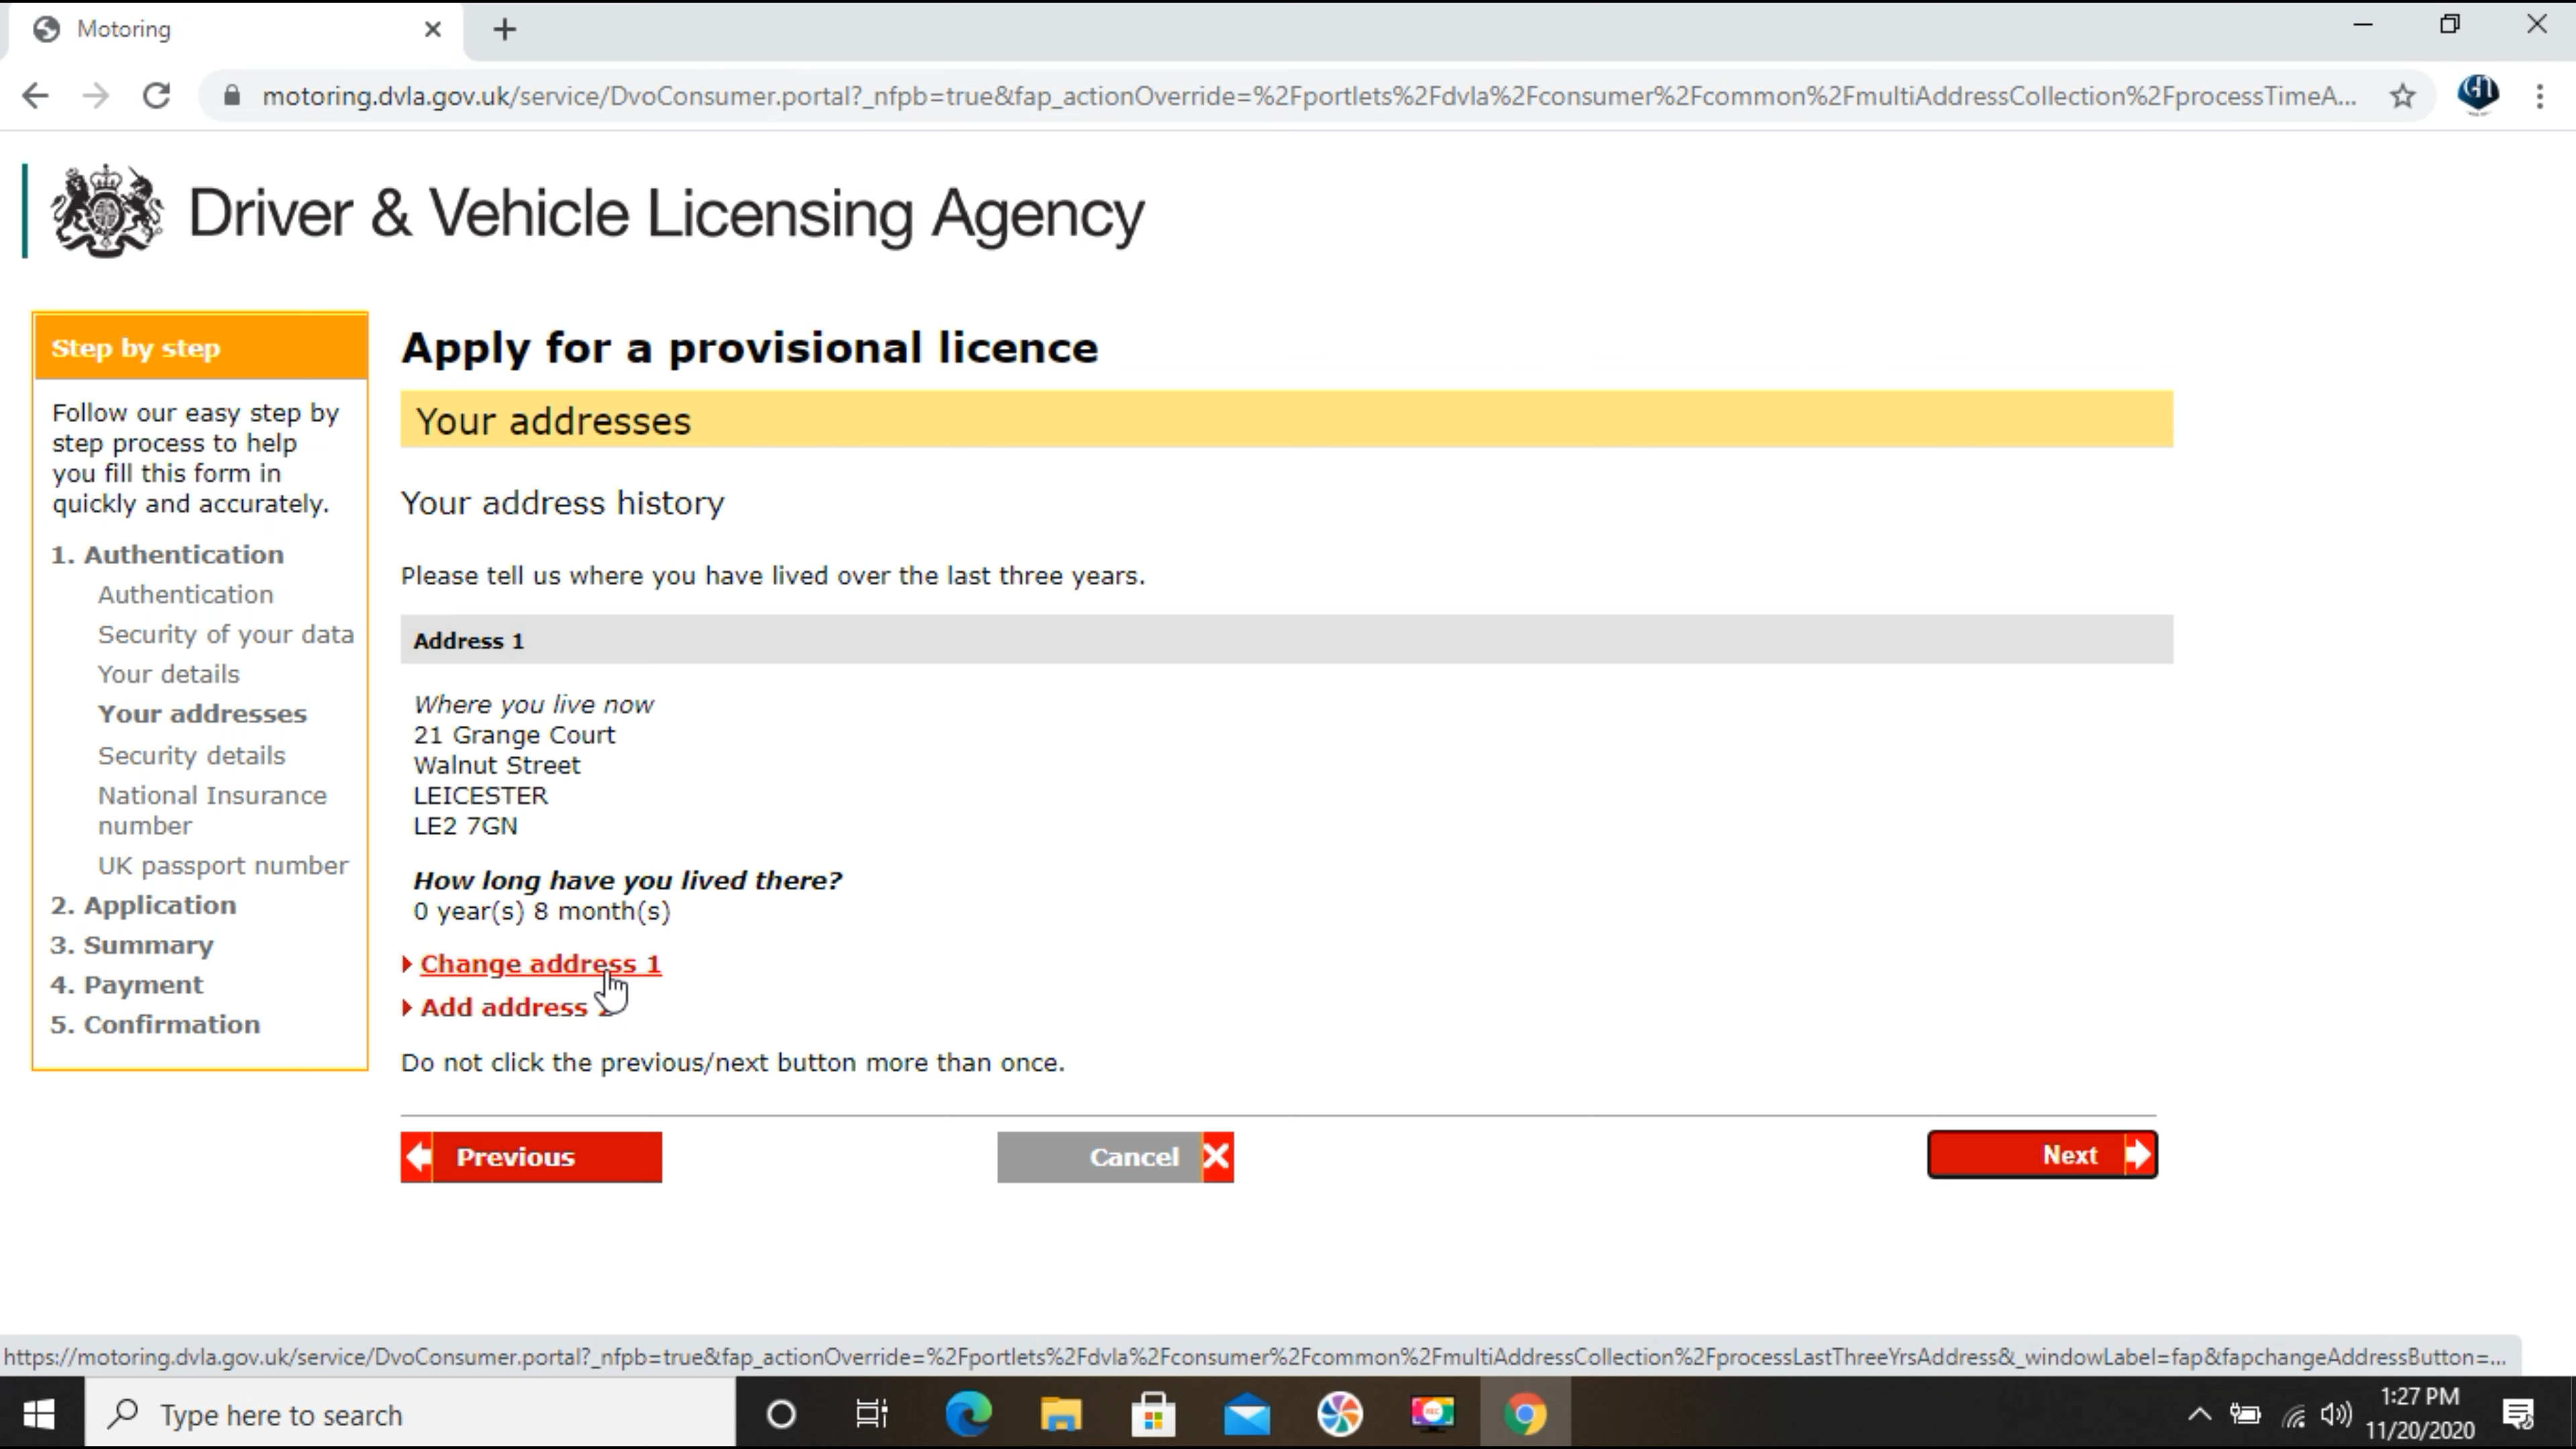 Motoring
motoring.dvla.gov.uk/service/DvoConsumer.portal?_nfpb=true&fap_actionOverride=%2Fportlets%2Fdvla%2Fconsumer%2Fcommon%2FmultiAddressCollection%2FprocessTimeA...
Driver & Vehicle Licensing Agency
Step by step
Follow our easy step by
step process to help
you fill this form in
quickly and accurately.
1. Authentication
Authentication
Security of your data
Your details
Your addresses
Security details
National Insurance
number
UK passport number
2. Application
3. Summary
4. Payment
5. Confirmation
Apply for a provisional licence
Your addresses
Your address history
Please tell us where you have lived over the last three years.
Address 1
Where you live now
21 Grange Court
Walnut Street
LEICESTER
LE2 7GN
How long have you lived there?
0 year(s) 8 month(s)
Change address 1
Add address
Do not click the previous/next button more than once.
Previous
Cancel
Next
https://motoring.dvla.gov.uk/service/DvoConsumer.portal?_nfpb=true&fap_actionOverride=%2Fportlets%2Fdvla%2Fconsumer%2Fcommon%2FmultiAddressCollection%2FprocessLastThreeYrsAddress&_windowLabel=fap&fapchangeAddressButton=...
Type here to search
1:27 PM
11/20/2020